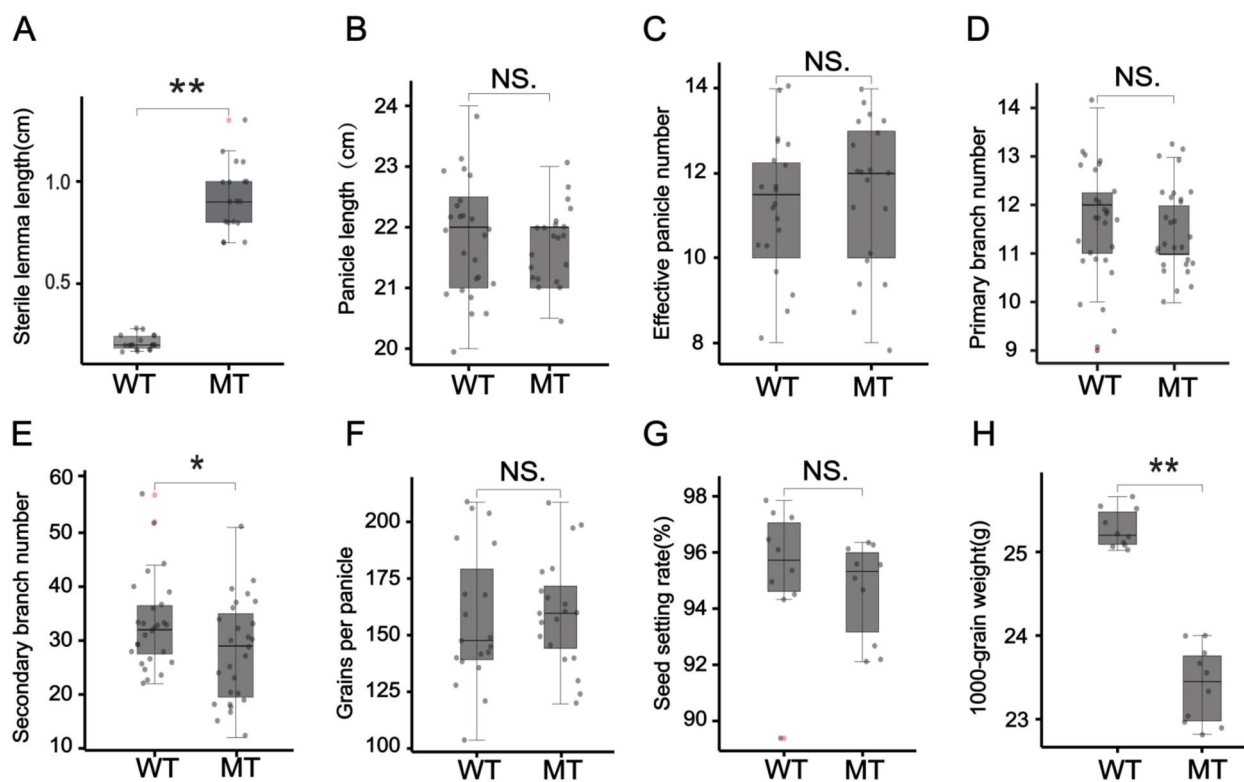 A
Sterile lemma length(cm)
**
1.0
0.5
WT MT
B
Panicle length (cm)
NS.
24
23
22
21
20
WT MT
C
Effective panicle number
NS.
14
12
10
8
WT MT
D
Primary branch number
NS.
14
13
12
11
10
9
WT MT
E
Secondary branch number
*
60
50
40
30
20
10
WT MT
F
Grains per panicle
NS.
200
175
150
125
100
WT MT
G
Seed setting rate(%)
NS.
98
96
94
92
90
WT MT
H
1000-grain weight(g)
**
25
24
23
WT MT